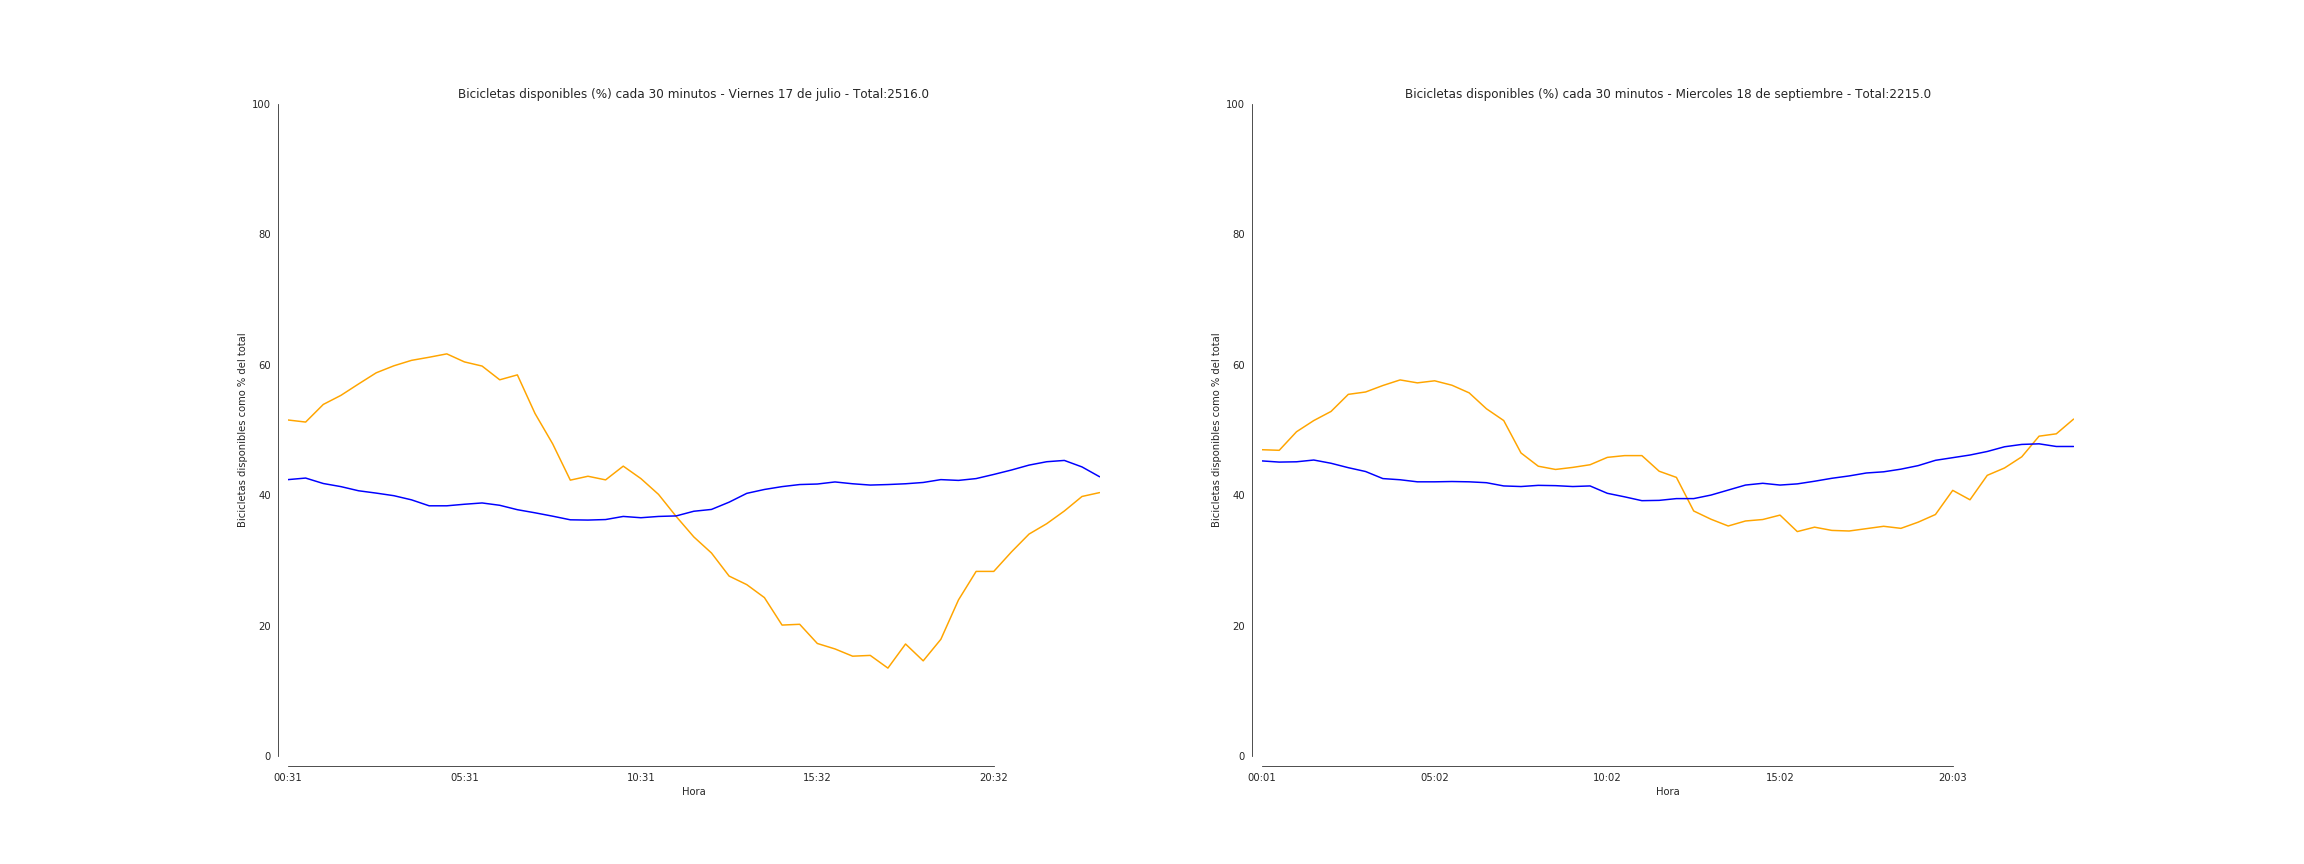 Bicicletas disponibles (%) cada 30 minutos - Viernes 17 de julio - Total:2516.0
100
80
60
40
20
0
Bicicletas disponibles como % del total
00:31 05:31 10:31 15:32 20:32
Hora
Bicicletas disponibles (%) cada 30 minutos - Miercoles 18 de septiembre - Total:2215.0
100
80
60
40
20
0
Bicicletas disponibles como % del total
00:01 05:02 10:02 15:02 20:03
Hora